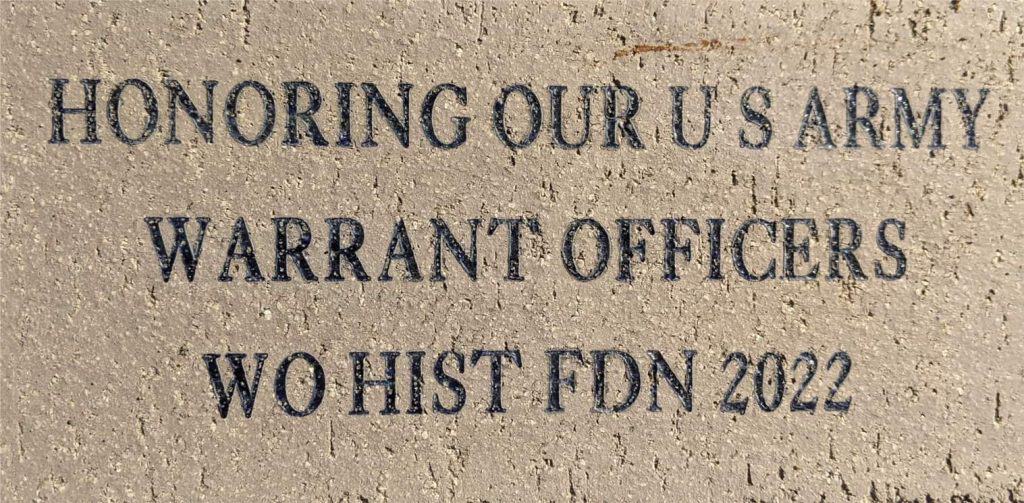 HONORING OUR U S ARMY
WARRANT OFFICERS
WO HIST FDN 2022